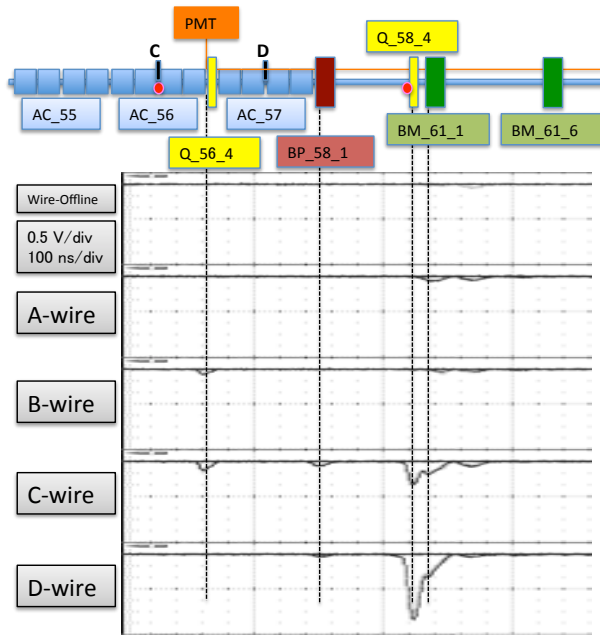 PMT
C
D
Q_58_4
AC_55
AC_56
AC_57
BM_61_1
BM_61_6
Q_56_4
BP_58_1
Wire-Offline
0.5 V/div
100 ns/div
A-wire
B-wire
C-wire
D-wire